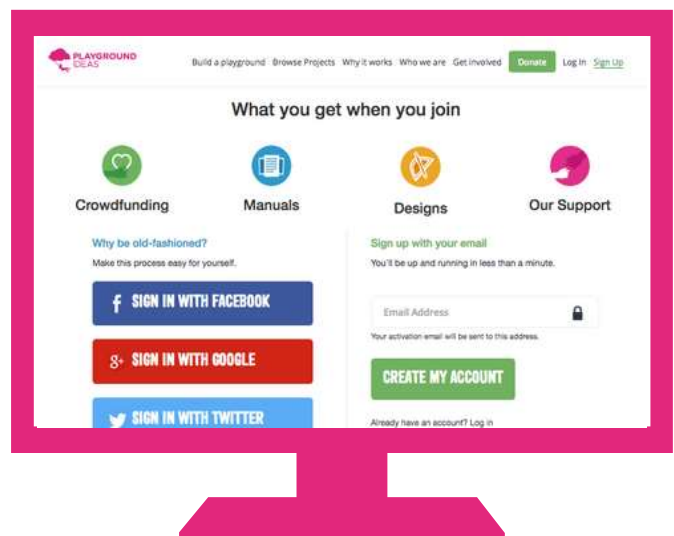 PLAYGROUND
IDEAS
Build a playground Browse Projects Why it works Who we are Get involved Donate Log In Sign Up
What you get when you join
Crowdfunding Manuals Designs Our Support
Why be old-fashioned?
Make this process easy for yourself.
f SIGN IN WITH FACEBOOK
g+ SIGN IN WITH GOOGLE
SIGN IN WITH TWITTER
Sign up with your email
You'll be up and running in less than a minute.
Email Address
Your activation email will be sent to this address.
CREATE MY ACCOUNT
Already have an account? Log in